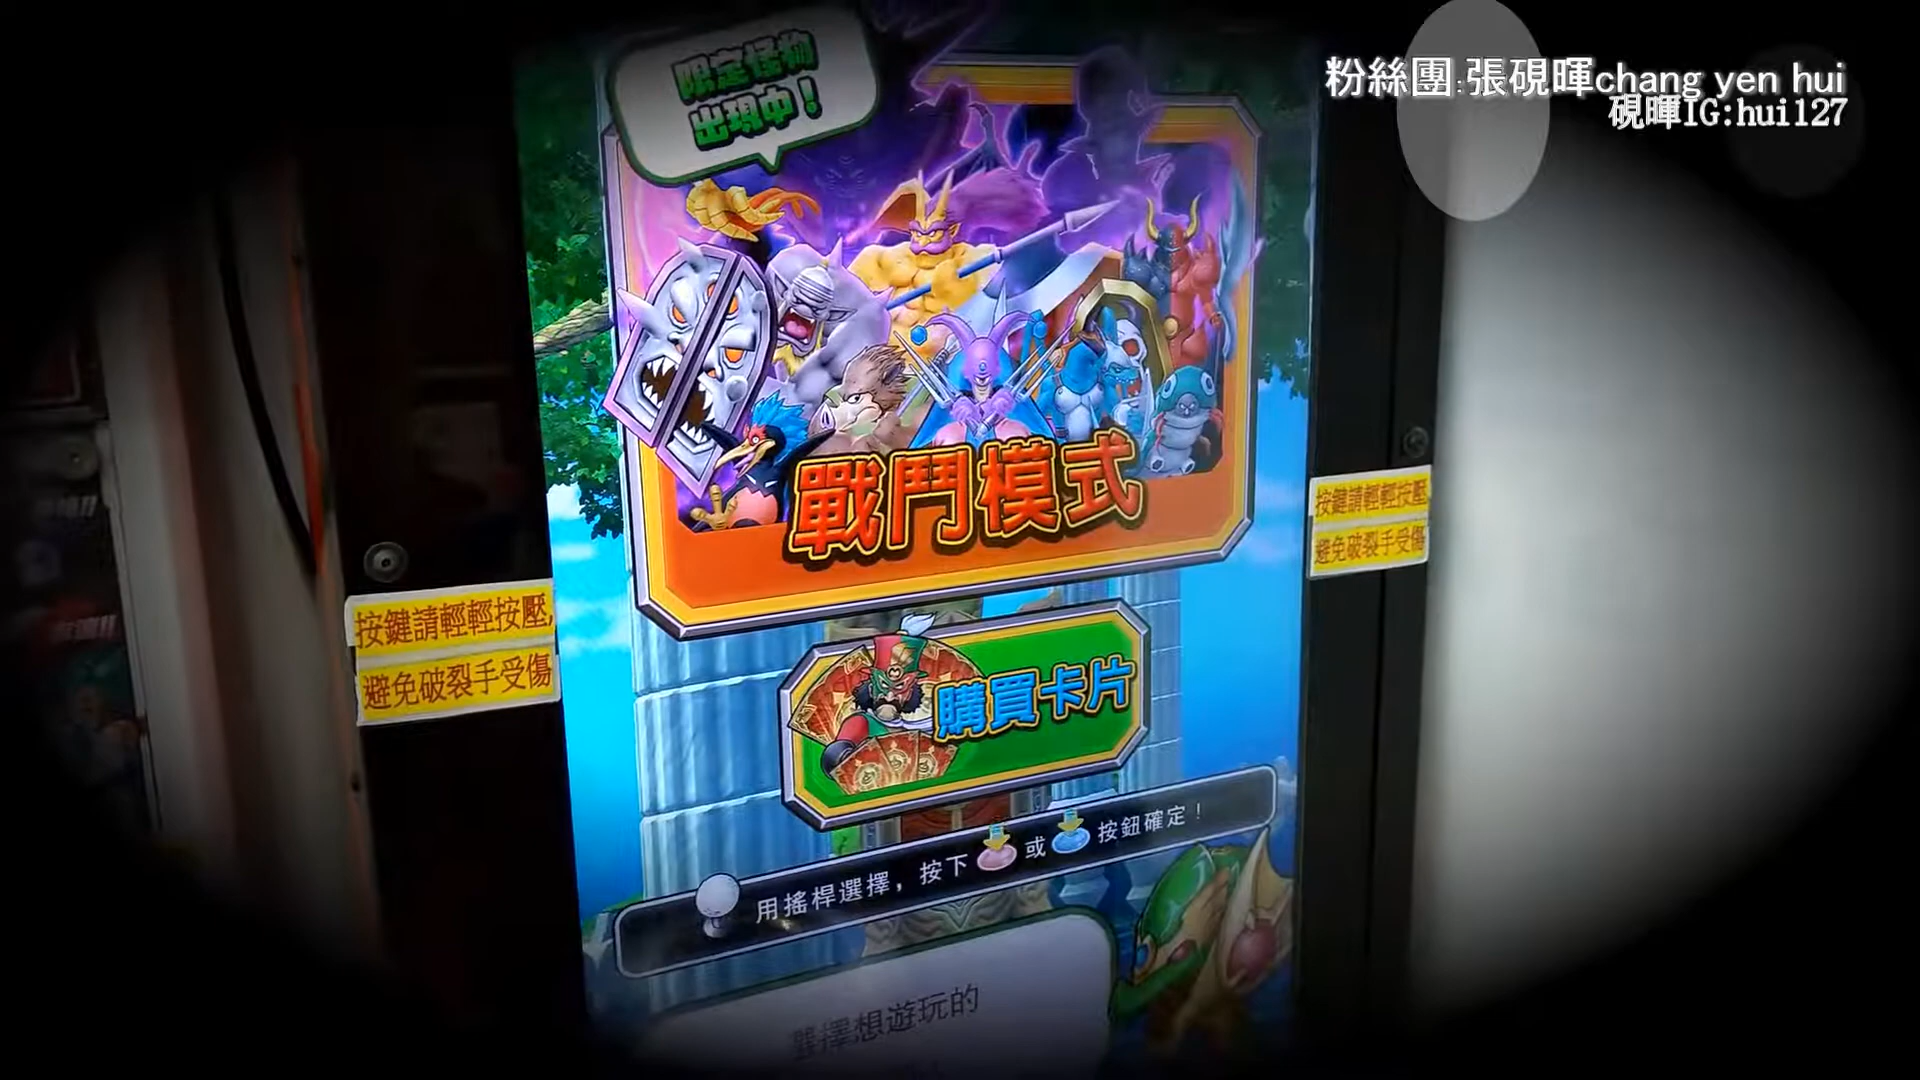 粉絲團:張硯暉chang yen hui
硯暉IG:hui127
限定怪物
出現中！
戰鬥模式
按鍵請輕輕按壓
避免破裂手受傷
按鍵請輕輕按壓,
避免破裂手受傷
購買卡片
用搖桿選擇，按下或按鈕確定！
選擇想遊玩的